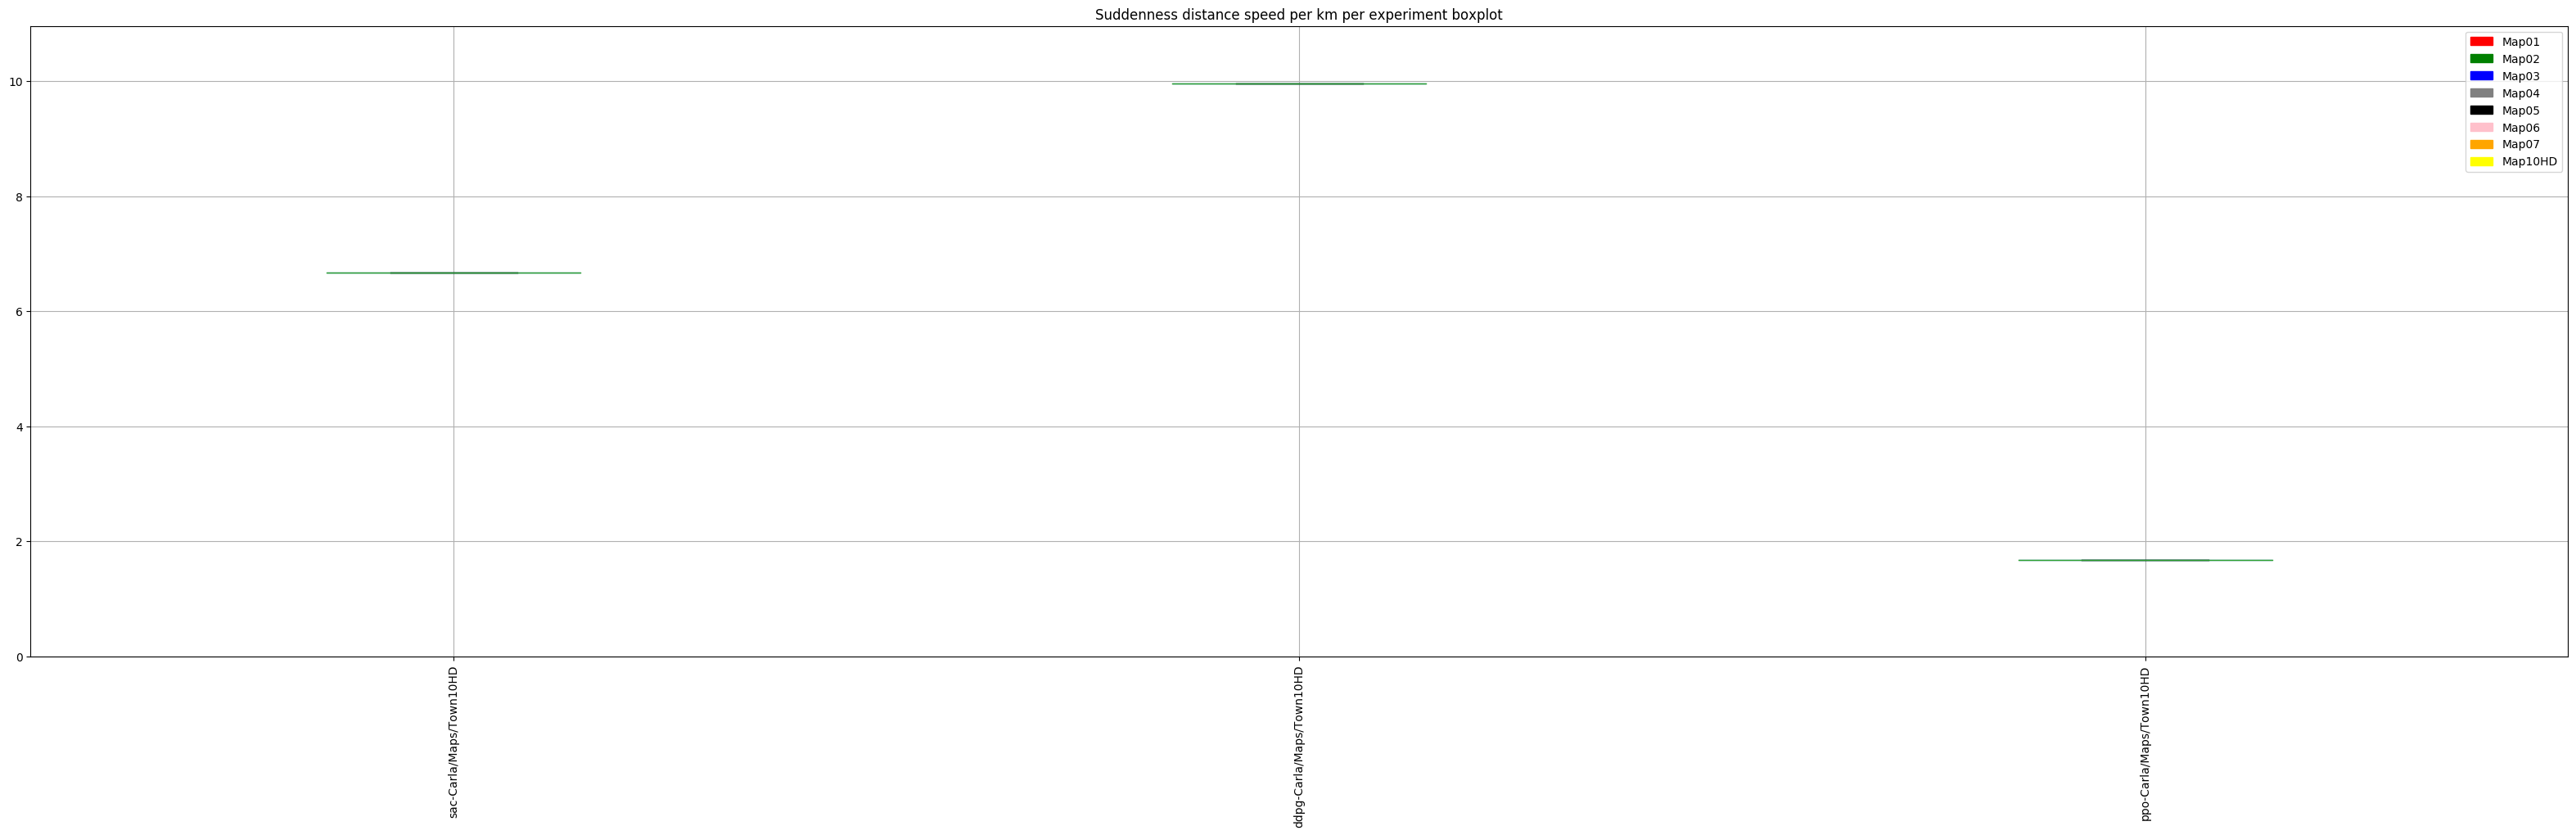 Suddenness distance speed per km per experiment boxplot
10
8
6
4
2
0
Map01
Map02
Map03
Map04
Map05
Map06
Map07
Map10HD
sac-Carla/Maps/Town10HD
ddpg-Carla/Maps/Town10HD
ppo-Carla/Maps/Town10HD